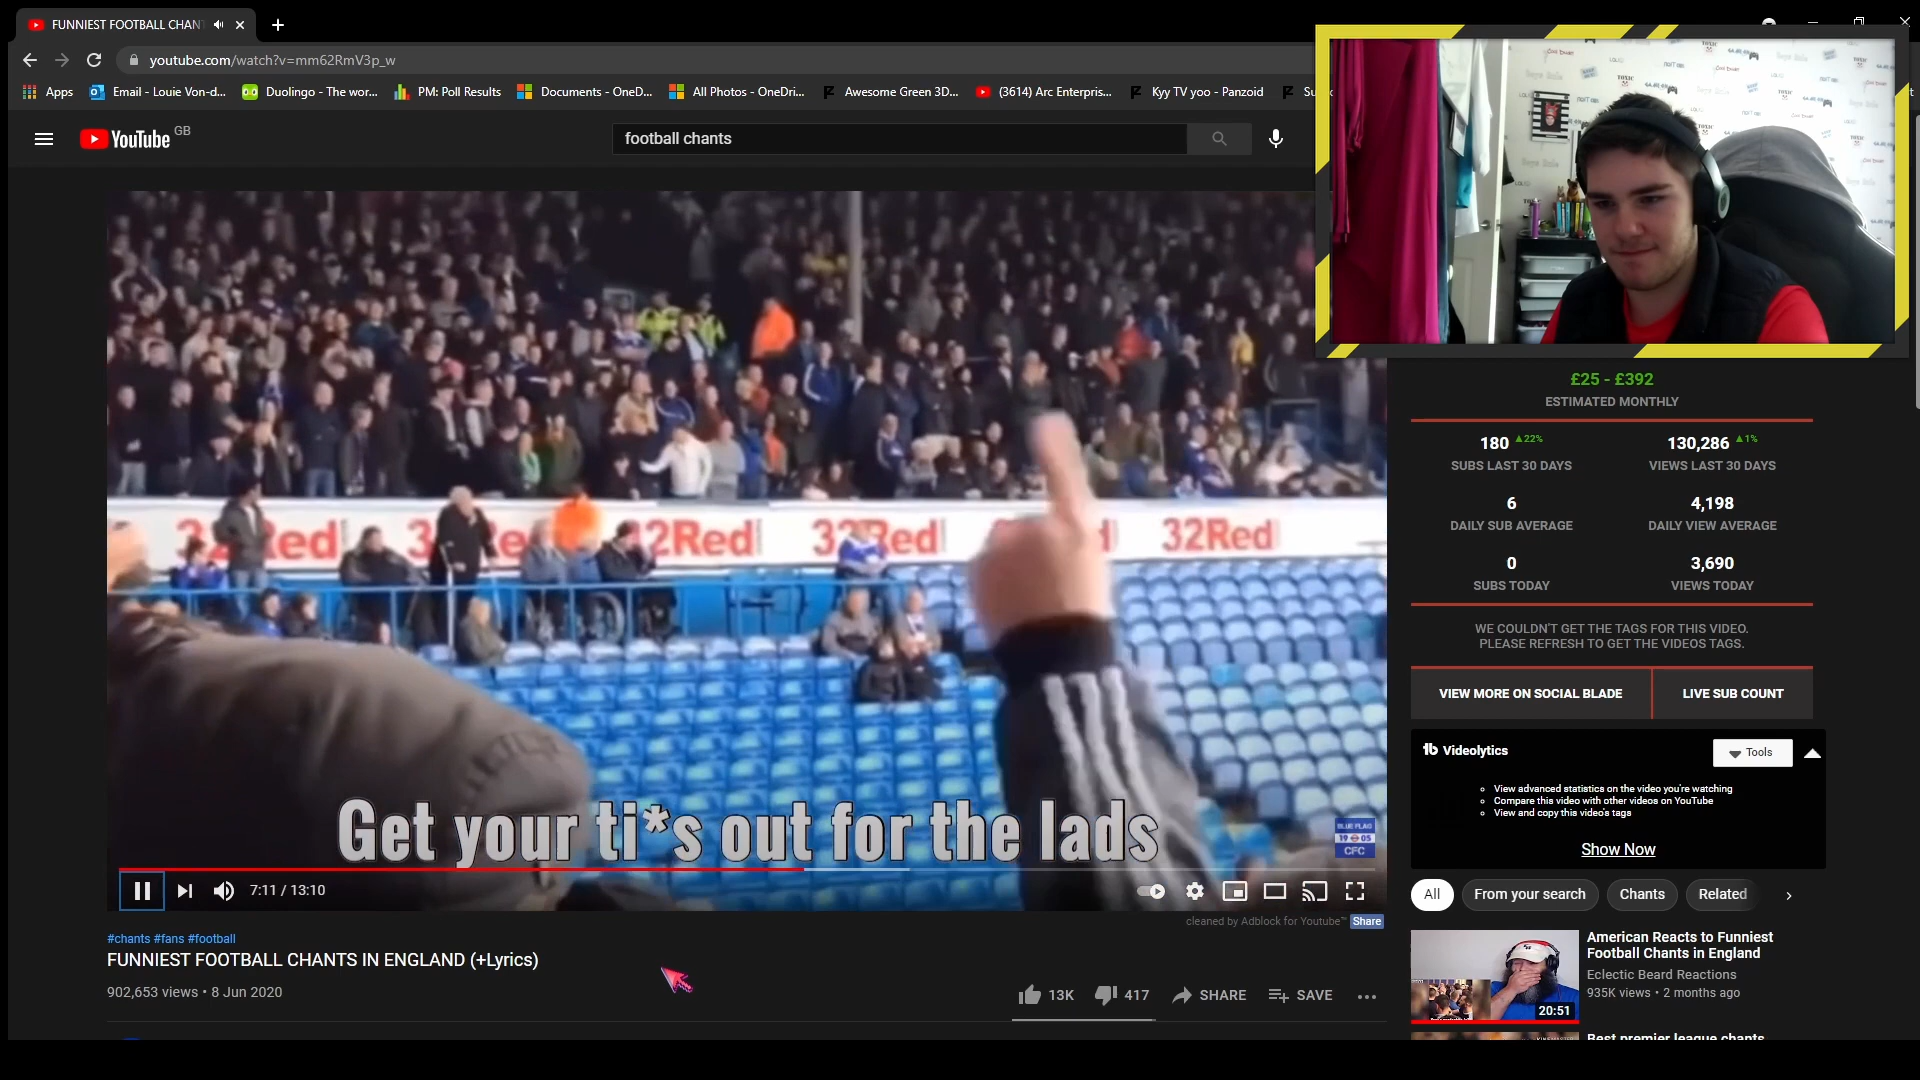 FUNNIEST FOOTBALL CHAN
youtube.com/watch?v=mm62RmV3p_w
Apps
Email - Louie Von-d...
Duolingo - The wor...
PM: Poll Results
Documents - OneD...
All Photos - OneDri...
Awesome Green 3D...
(3614) Arc Enterpris...
Kyy TV yoo - Panzoid
YouTube GB
football chants
32Red
32Red
32Red
Get your ti*s out for the lads
BLUE FLAG
19 05
CFC
7:11 / 13:10
cleaned by Adblock for Youtube™ Share
#chants #fans #football
FUNNIEST FOOTBALL CHANTS IN ENGLAND (+Lyrics)
902,653 views • 8 Jun 2020
13K
417
SHARE
SAVE
£25 - £392
ESTIMATED MONTHLY
180 ▲22%
130,286 ▲1%
SUBS LAST 30 DAYS
VIEWS LAST 30 DAYS
6
4,198
DAILY SUB AVERAGE
DAILY VIEW AVERAGE
0
3,690
SUBS TODAY
VIEWS TODAY
WE COULDN'T GET THE TAGS FOR THIS VIDEO.
PLEASE REFRESH TO GET THE VIDEOS TAGS.
VIEW MORE ON SOCIAL BLADE
LIVE SUB COUNT
tb Videolytics
Tools
View advanced statistics on the video you're watching
Compare this video with other videos on YouTube
View and copy this video's tags
Show Now
All
From your search
Chants
Related
American Reacts to Funniest
Football Chants in England
Eclectic Beard Reactions
935K views • 2 months ago
20:51
Best premier league chants